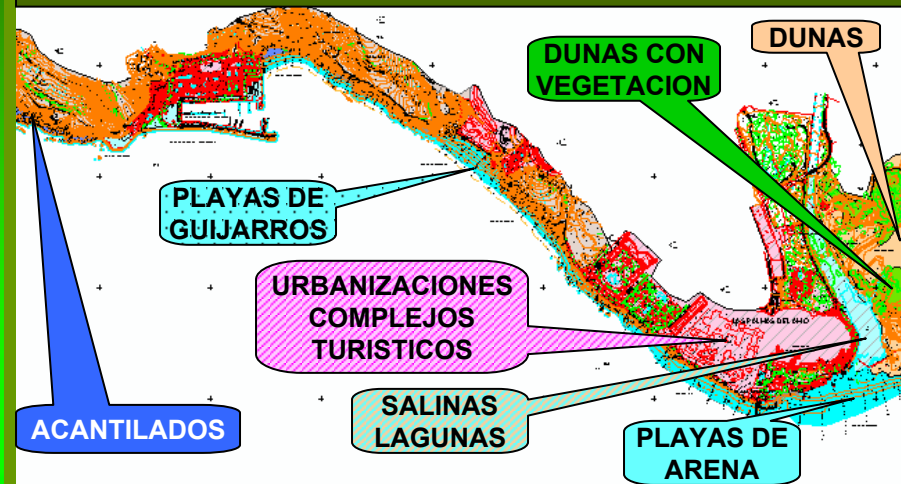 DUNAS
DUNAS CON
VEGETACION
PLAYAS DE
GUIJARROS
URBANIZACIONES
COMPLEJOS
TURISTICOS
SALINAS
LAGUNAS
ACANTILADOS
PLAYAS DE
ARENA